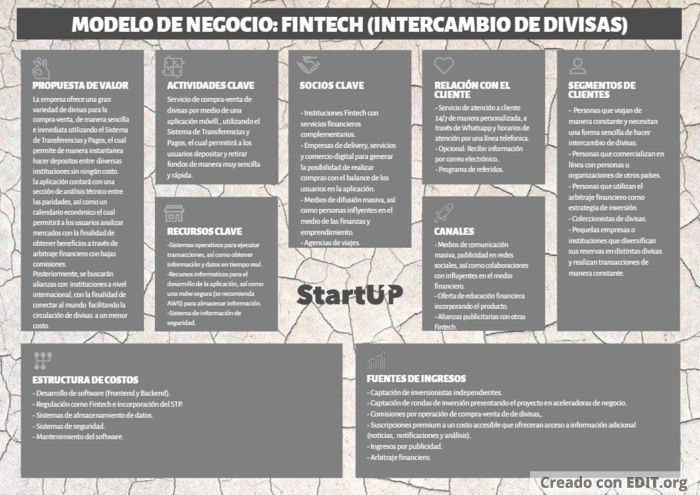 MODELO DE NEGOCIO: FINTECH (INTERCAMBIO DE DIVISAS)
PROPUESTA DE VALOR
La empresa ofrece una gran
variedad de divisas para la
compra-venta, de manera sencilla
e inmediata utilizando el Sistema
de Transferencias y Pagos, el cual
permite de manera instantanea
hacer depositos entre diiversas
instituciones sin ningún costo.
la aplicación contará con una
sección de análisis técnico entre
las paridades, así como un
calendario económico el cual
permitirá a los usuarios analizar
mercados con la finalidad de
obtener beneficios a través de
arbitraje financiero con bajas
comisiones.
Posteriormente, se buscarán
alianzas con instituciones a nivel
internacional, con la finalidad de
conectar al mundo facilitando la
circulación de divisas a un menor
costo.
ACTIVIDADES CLAVE
Servicio de compra-venta de
divisas por medio de una
aplicación móvil., utilizando el
Sistema de Transferencias y
Pagos, el cual permitirá a los
usuarios depositar y retirar
fondos de manera muy sencilla
y rápida.
RECURSOS CLAVE
-Sistemas operativos para ejecutar
transacciones, así como obtener
información y datos en tiempo real.
-Recursos informaticos para el
desarrollo de la aplicación, así como
una nube segura (se recomienda
AWS) para almacenar información.
-Sistema de información de
seguridad.
SOCIOS CLAVE
- Instituciones Fintech con
servicios financieros
complementarios.
- Empresas de delivery, servicios
y comercio digital para generar
la posibilidad de realizar
compras con el balance de los
usuarios en la aplicación.
- Medios de difusión masiva, así
como personas influyentes en el
medio de las finanzas y
emprendimiento.
- Agencias de viajes.
StartUP
RELACIÓN CON EL
CLIENTE
- Servicio de atención a cliente
24/7 de manera personalizada, a
través de Whatsapp y horarios de
atención por una línea telefonica.
- Opcional: Recibir información
por correo electrónico.
- Programa de referidos.
CANALES
- Medios de comunicación
masiva, publicidad en redes
sociales, así como colaboraciones
con influyentes en el medio
financiero.
- Oferta de educación financiera
incorporando el producto.
- Alianzas publicitarias con otras
Fintech.
SEGMENTOS DE
CLIENTES
- Personas que viajan de
manera constante y necesitan
una forma sencilla de hacer
intercambio de divisas.
- Personas que comercializan en
línea con personas u
organizaciones de otros países.
- Personas que utilizan el
arbitraje financiero como
estrategia de inversión.
- Coleccionistas de divisas.
- Pequeñas empresas o
instituciones que diversifican
sus reservas en distintas divisas
y realizan transacciones de
manera constante.
ESTRUCTURA DE COSTOS
- Desarrollo de software (Frontend y Backend).
- Regulación como Fintech e incorporación del STP.
- Sistemas de almacenamiento de datos.
- Sistemas de seguridad.
- Mantenimiento del software.
FUENTES DE INGRESOS
- Captación de inversionistas independientes.
- Captación de rondas de inversión presentando el proyecto en aceleradoras de negocio.
- Comisiones por operación de compra-venta de de divisas,.
- Suscripciones premium a un costo accesible que ofreceran acceso a información adicional
(noticias, notificaciones y análisis).
- Ingresos por publicidad.
- Arbitraje financiero.
Creado con EDIT.org